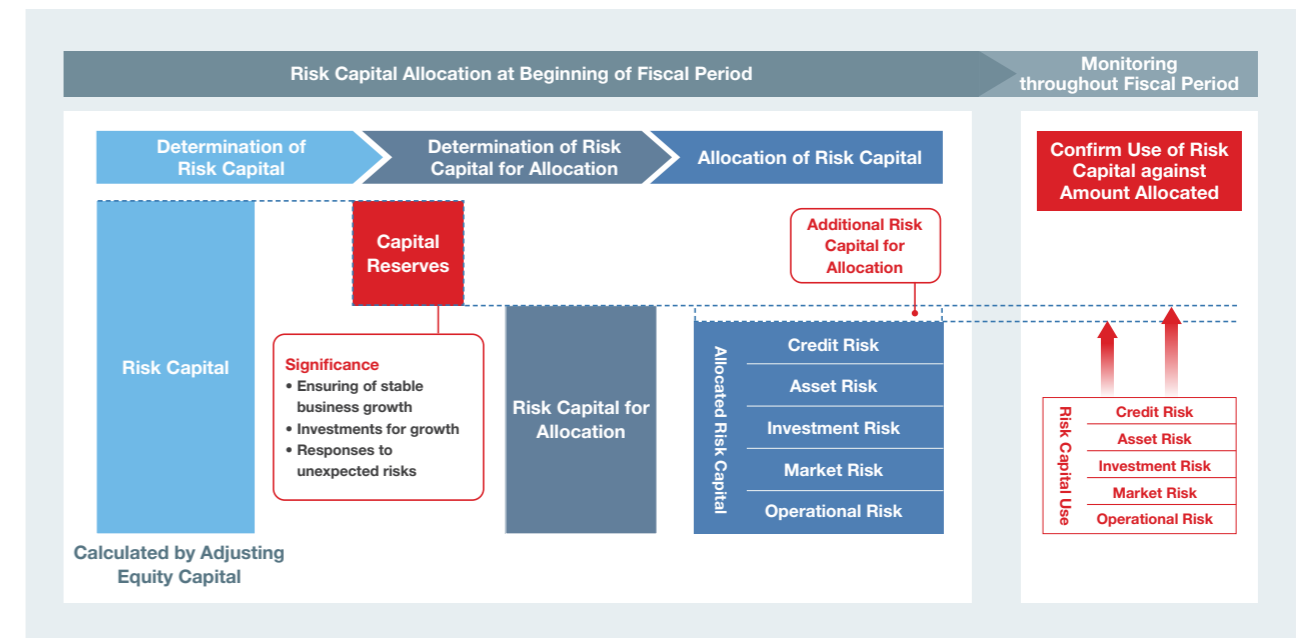 Risk Capital Allocation at Beginning of Fiscal Period
Monitoring
throughout Fiscal Period
Determination of
Risk Capital
Determination of Risk
Capital for Allocation
Allocation of Risk Capital
Confirm Use of Risk
Capital against
Amount Allocated
Risk Capital
Calculated by Adjusting
Equity Capital
Capital
Reserves
Significance
• Ensuring of stable
business growth
• Investments for growth
• Responses to
unexpected risks
Risk Capital for
Allocation
Additional Risk
Capital for
Allocation
Allocated Risk Capital
Credit Risk
Asset Risk
Investment Risk
Market Risk
Operational Risk
Risk Capital Use
Credit Risk
Asset Risk
Investment Risk
Market Risk
Operational Risk